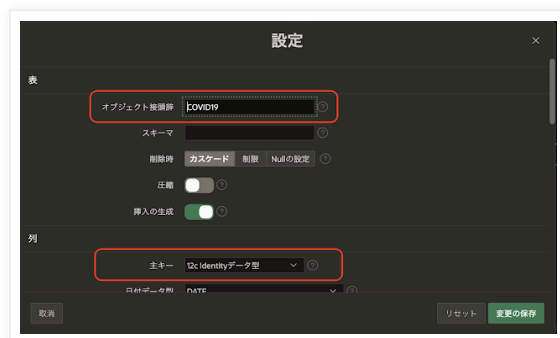 設定
×
表
オブジェクト接頭辞 COVID19 ?
スキーマ ?
削除時 カスケード 制限 Nullの設定 ?
圧縮 ?
挿入の生成 ?
列
主キー 12c Identityデータ型 ?
日付データ型 DATE ?
取消 リセット 変更の保存